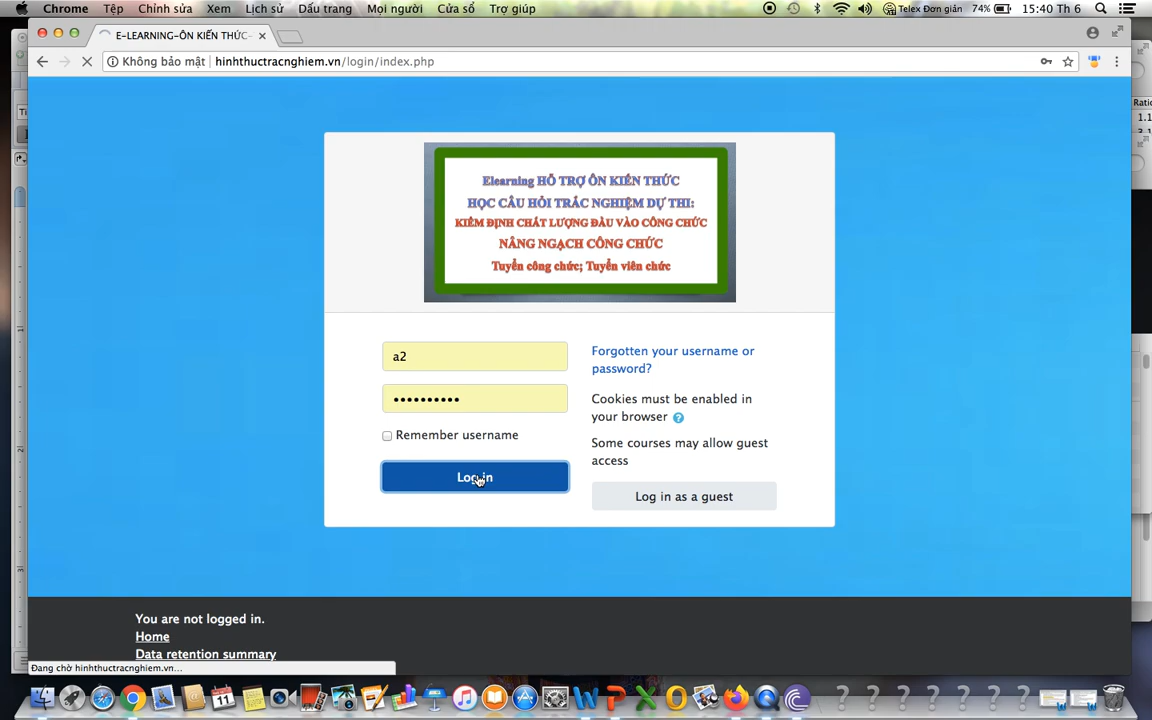 Chrome Tệp Chỉnh sửa Xem Lịch sử Dấu trang Mọi người Cửa sổ Trợ giúp Telex Đơn giản 74% 15:40 Th 6
E-LEARNING-ÔN KIẾN THỨC-
Không bảo mật hinhthuctracnghiem.vn/login/index.php
Elearning HỖ TRỢ ÔN KIẾN THỨC
HỌC CÂU HỎI TRẮC NGHIỆM DỰ THI:
KIỂM ĐỊNH CHẤT LƯỢNG ĐẦU VÀO CÔNG CHỨC
NÂNG NGẠCH CÔNG CHỨC
Tuyển công chức; Tuyển viên chức
a2
Remember username
Log in
Forgotten your username or
password?
Cookies must be enabled in
your browser
Some courses may allow guest
access
Log in as a guest
You are not logged in.
Home
Data retention summary
Đang chờ hinhthuctracnghiem.vn...